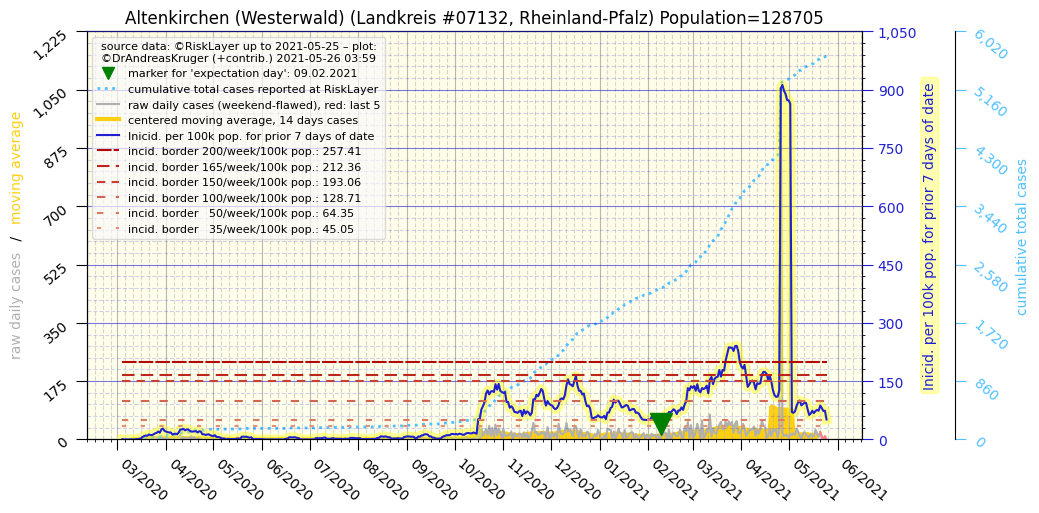 Altenkirchen (Westerwald) (Landkreis #07132, Rheinland-Pfalz) Population=128705
source data: ©RiskLayer up to 2021-05-25 – plot:
©DrAndreasKruger (+contrib.) 2021-05-26 03:59
marker for 'expectation day': 09.02.2021
cumulative total cases reported at RiskLayer
raw daily cases (weekend-flawed), red: last 5
centered moving average, 14 days cases
Inicid. per 100k pop. for prior 7 days of date
incid. border 200/week/100k pop.: 257.41
incid. border 165/week/100k pop.: 212.36
incid. border 150/week/100k pop.: 193.06
incid. border 100/week/100k pop.: 128.71
incid. border   50/week/100k pop.: 64.35
incid. border   35/week/100k pop.: 45.05
raw daily cases  /  moving average
1,225
1,050
875
700
525
350
175
0
1,050
900
750
600
450
300
150
0
Inicid. per 100k pop. for prior 7 days of date
6,020
5,160
4,300
3,440
2,580
1,720
860
0
cumulative total cases
03/2020
04/2020
05/2020
06/2020
07/2020
08/2020
09/2020
10/2020
11/2020
12/2020
01/2021
02/2021
03/2021
04/2021
05/2021
06/2021